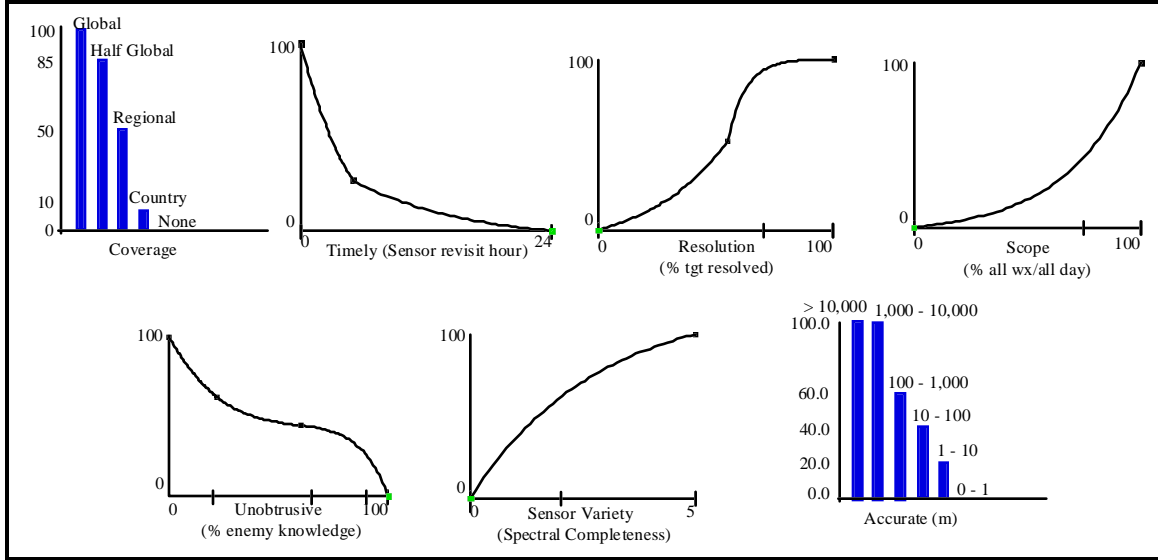 Global
100
Half Global
85
Regional
50
Country
10
None
0
Coverage
100
0
0
24
Timely (Sensor revisit hour)
100
0
0
Resolution
100
(% tgt resolved)
100
0
0
Scope
100
(% all wx/all day)
100
0
0
Unobtrusive
100
(% enemy knowledge)
100
0
0
Sensor Variety
5
(Spectral Completeness)
> 10,000
1,000 - 10,000
100.0
100 - 1,000
60.0
10 - 100
40.0
1 - 10
20.0
0 - 1
0.0
Accurate (m)